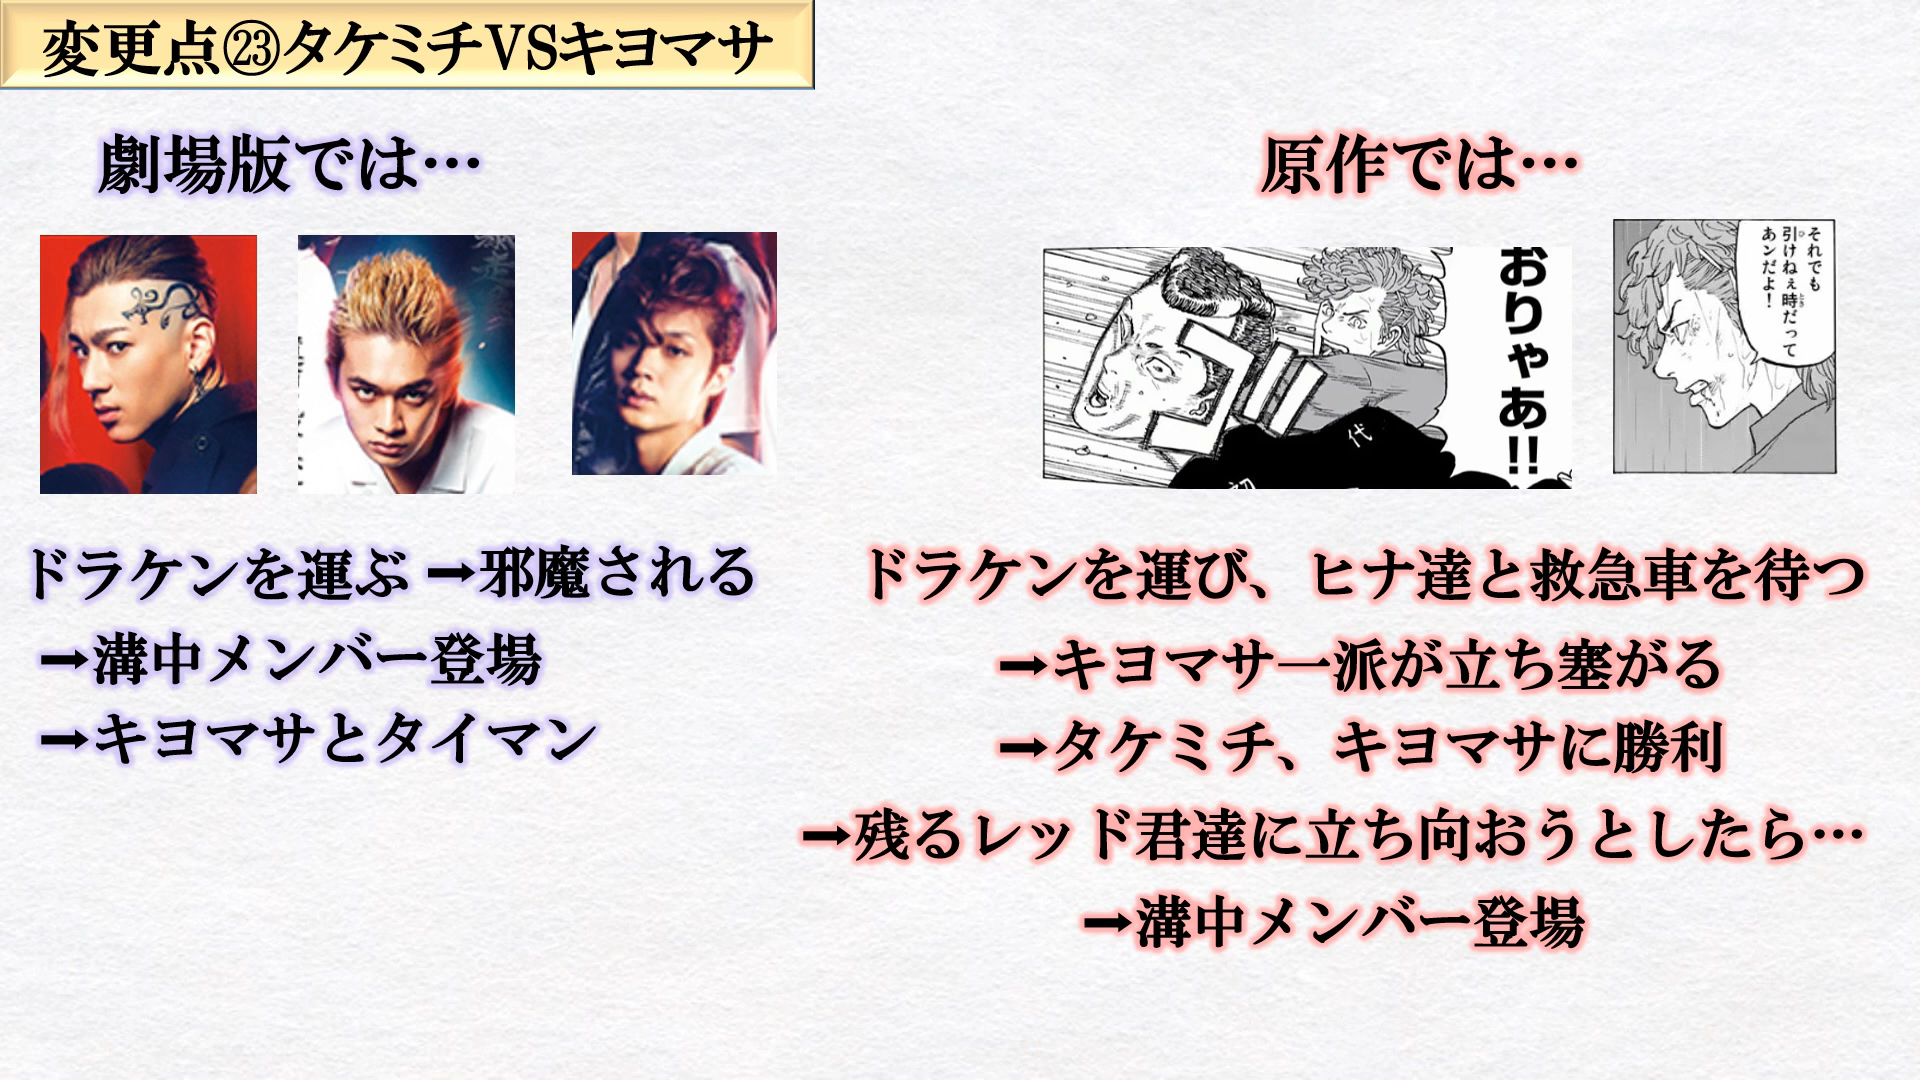 変更点㉓タケミチVSキヨマサ
劇場版では…
ドラケンを運ぶ ➡邪魔される
➡溝中メンバー登場
➡キヨマサとタイマン
原作では…
おりゃあ!!
代
初
それでも
引けねぇ時だって
あンだよ!
ドラケンを運び、ヒナ達と救急車を待つ
➡キヨマサ一派が立ち塞がる
➡タケミチ、キヨマサに勝利
➡残るレッド君達に立ち向おうとしたら…
➡溝中メンバー登場